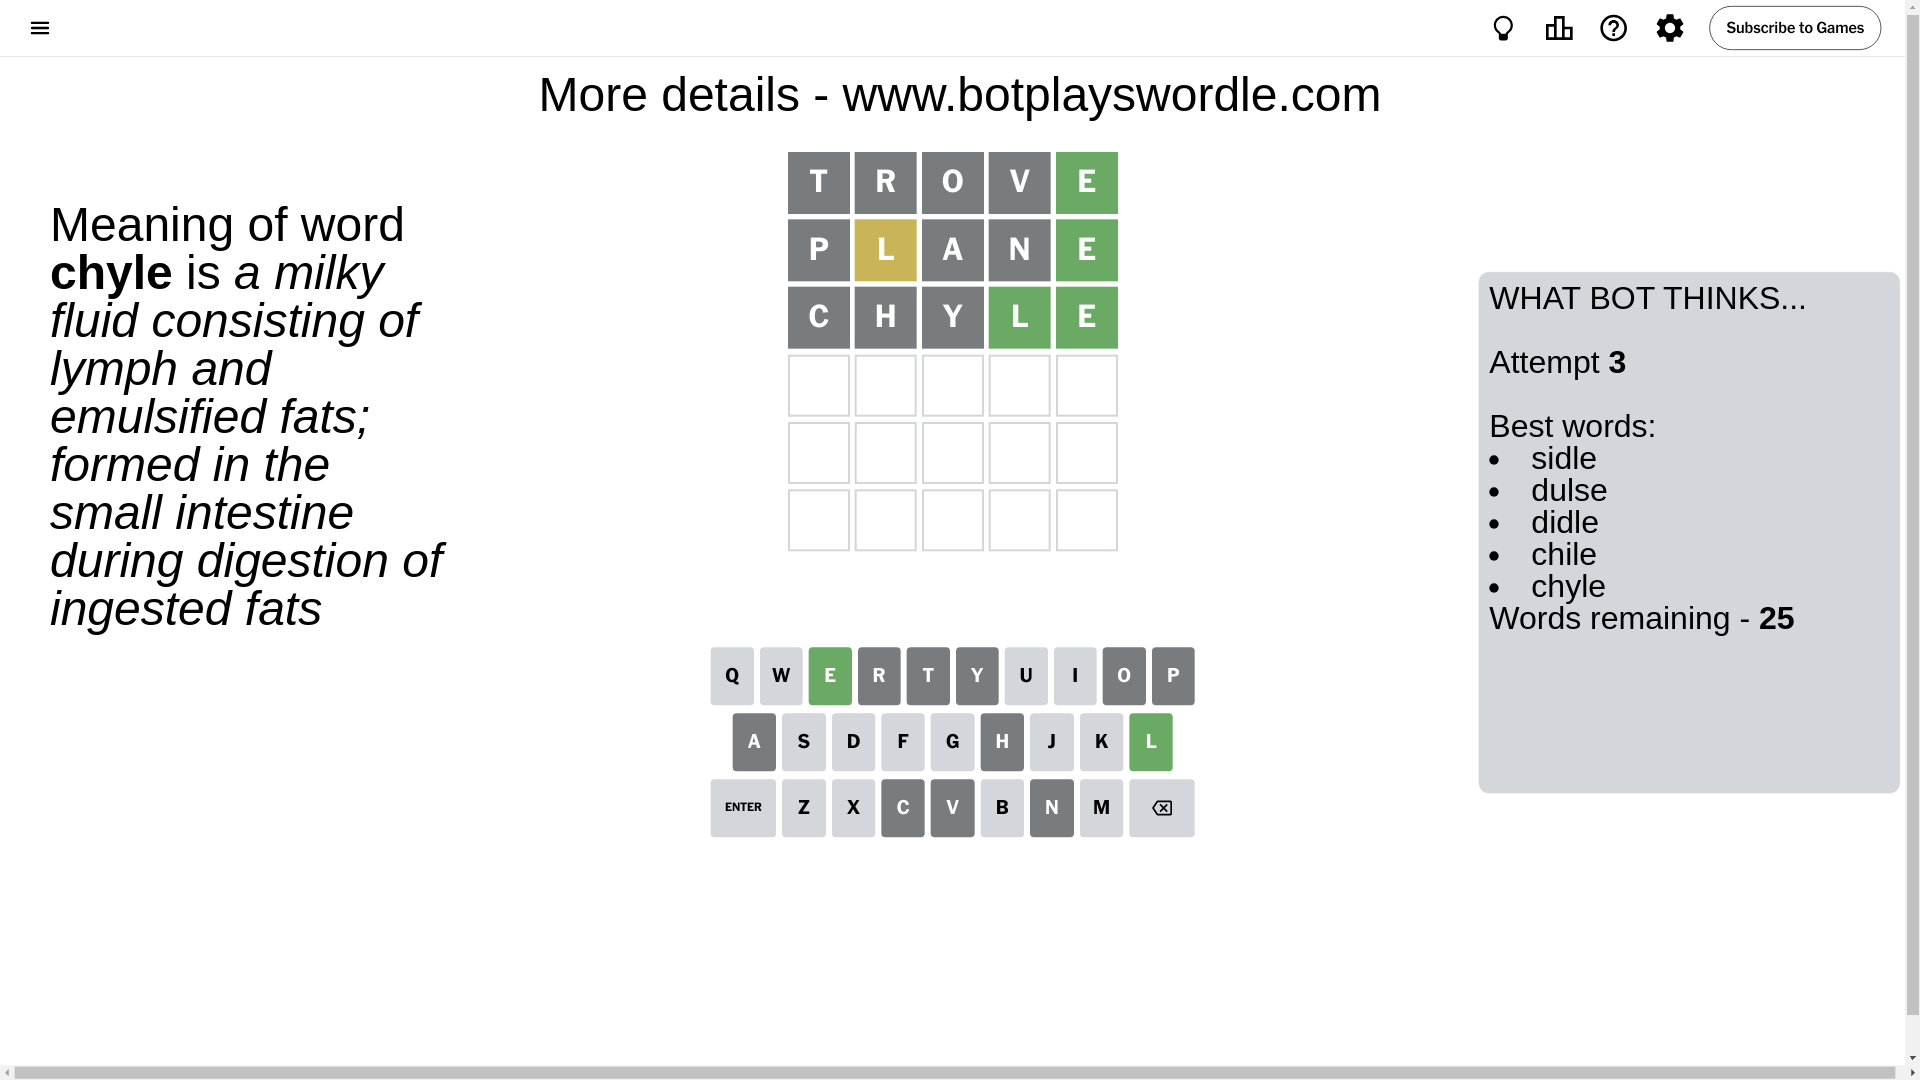 Subscribe to Games
More details - www.botplayswordle.com
Meaning of word
chyle is a milky
fluid consisting of
lymph and
emulsified fats;
formed in the
small intestine
during digestion of
ingested fats
T R O V E
P L A N E
C H Y L E
Q W E R T Y U I O P
A S D F G H J K L
ENTER Z X C V B N M
WHAT BOT THINKS...
Attempt 3
Best words:
• sidle
• dulse
• didle
• chile
• chyle
Words remaining - 25